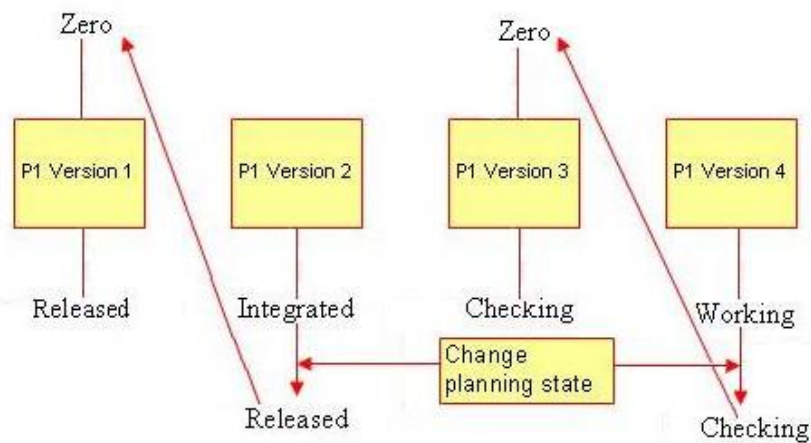 Zero
Zero
P1 Version 1
P1 Version 2
P1 Version 3
P1 Version 4
Released
Integrated
Checking
Working
Change
planning state
Released
Checking